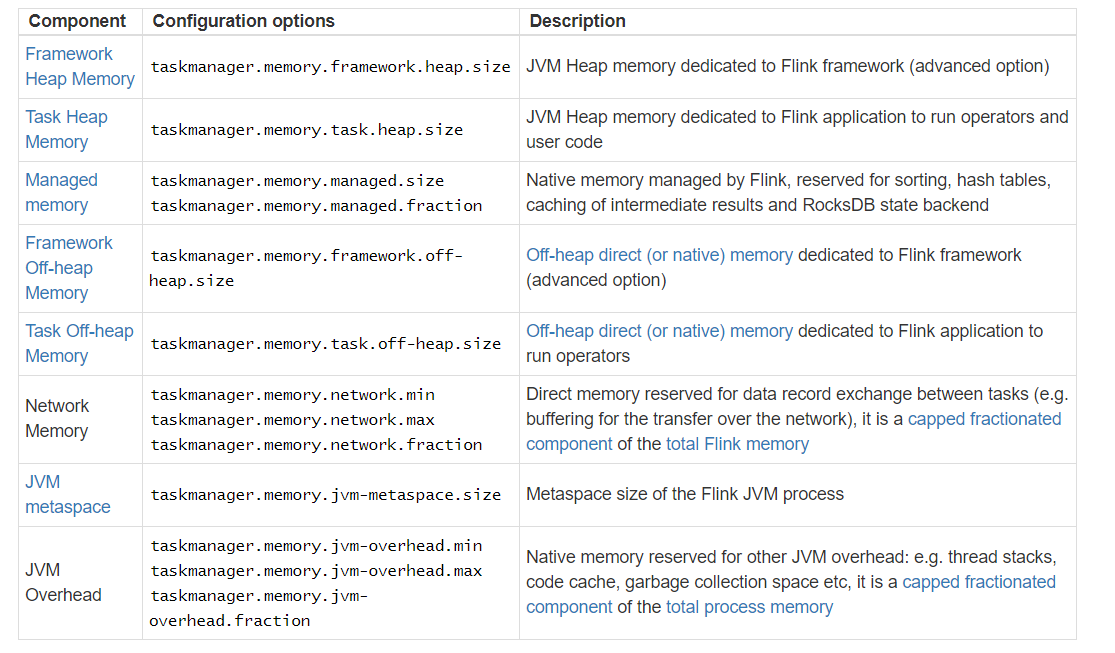 Component Configuration options Description
Framework
Heap Memory
taskmanager.memory.framework.heap.size
JVM Heap memory dedicated to Flink framework (advanced option)
Task Heap
Memory
taskmanager.memory.task.heap.size
JVM Heap memory dedicated to Flink application to run operators and
user code
Managed
memory
taskmanager.memory.managed.size
taskmanager.memory.managed.fraction
Native memory managed by Flink, reserved for sorting, hash tables,
caching of intermediate results and RocksDB state backend
Framework
Off-heap
Memory
taskmanager.memory.framework.off-
heap.size
Off-heap direct (or native) memory dedicated to Flink framework
(advanced option)
Task Off-heap
Memory
taskmanager.memory.task.off-heap.size
Off-heap direct (or native) memory dedicated to Flink application to
run operators
Network
Memory
taskmanager.memory.network.min
taskmanager.memory.network.max
taskmanager.memory.network.fraction
Direct memory reserved for data record exchange between tasks (e.g.
buffering for the transfer over the network), it is a capped fractionated
component of the total Flink memory
JVM
metaspace
taskmanager.memory.jvm-metaspace.size
Metaspace size of the Flink JVM process
JVM
Overhead
taskmanager.memory.jvm-overhead.min
taskmanager.memory.jvm-overhead.max
taskmanager.memory.jvm-
overhead.fraction
Native memory reserved for other JVM overhead: e.g. thread stacks,
code cache, garbage collection space etc, it is a capped fractionated
component of the total process memory